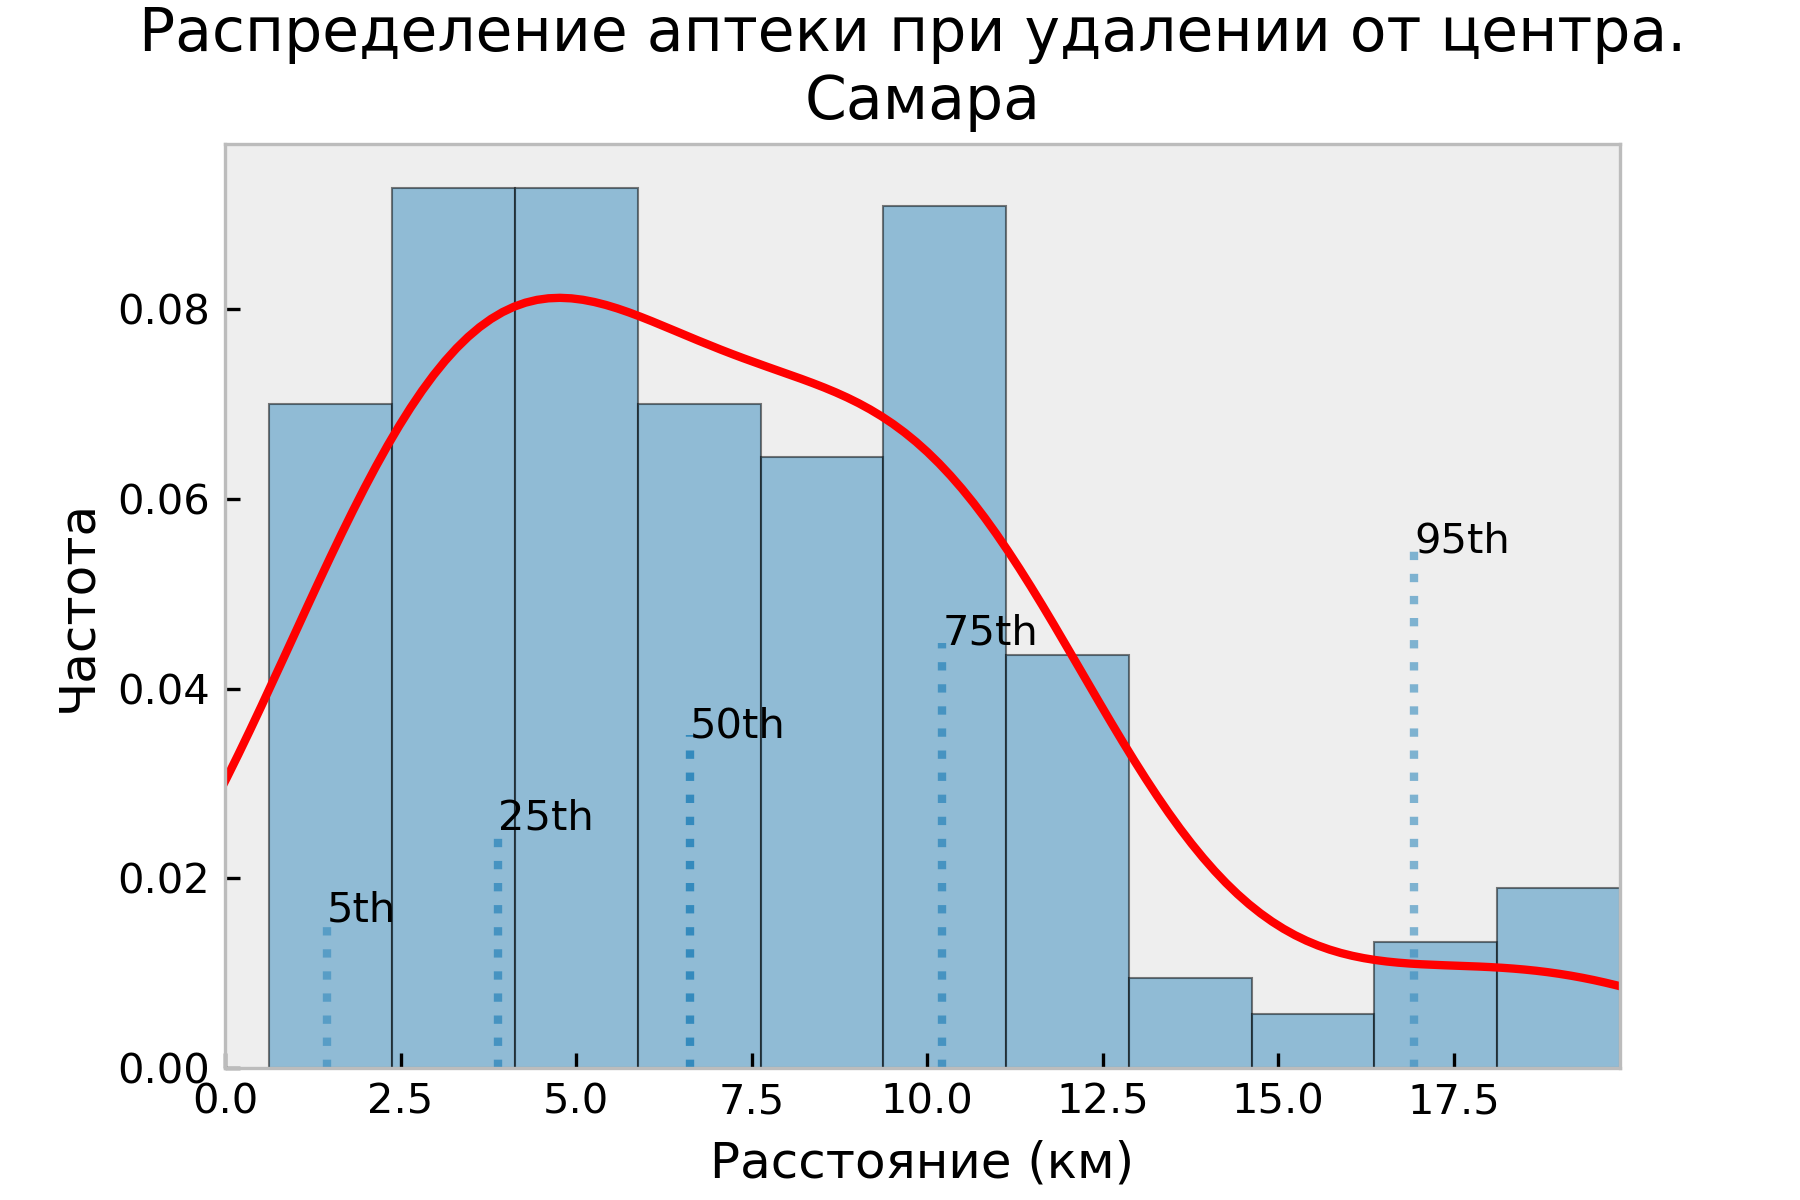 Распределение аптеки при удалении от центра.
Самара
Частота
0.08
0.06
0.04
0.02
0.00
95th
75th
50th
25th
5th
0.0 2.5 5.0 7.5 10.0 12.5 15.0 17.5
Расстояние (км)